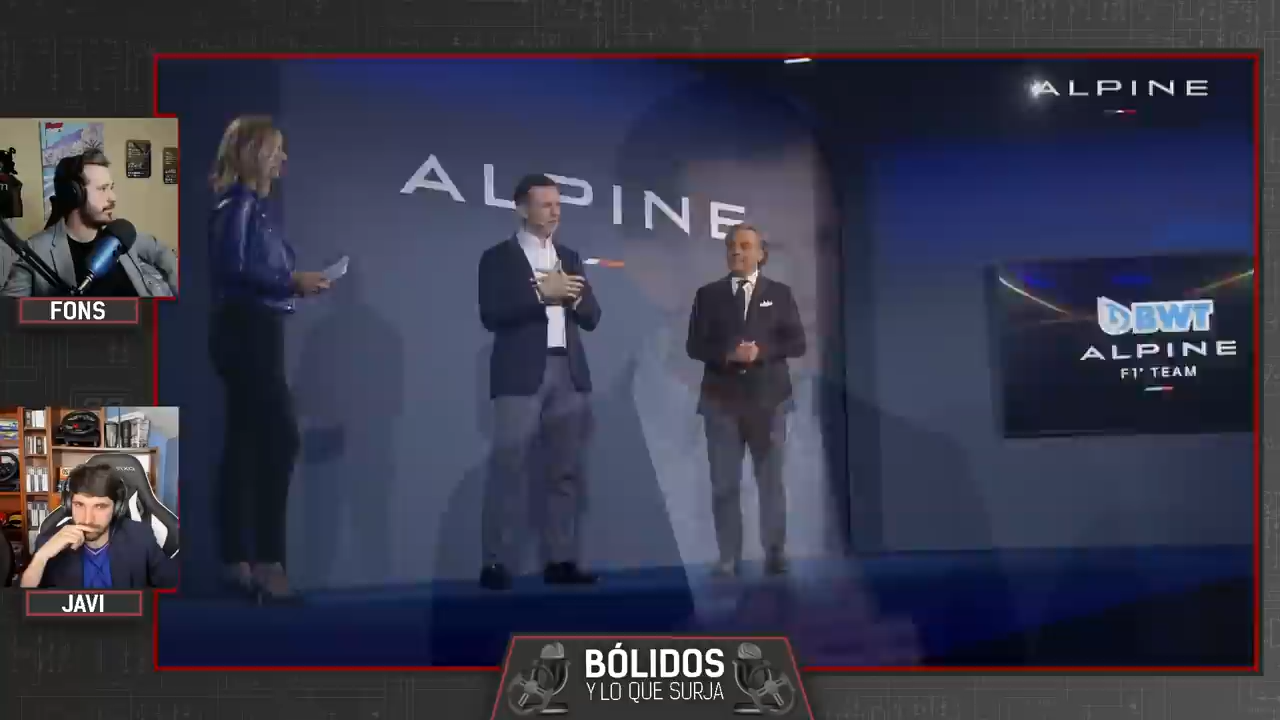 ALPINE
ALPINE
BWT
ALPINE
F1 TEAM
FONS
JAVI
BÓLIDOS
Y LO QUE SURJA